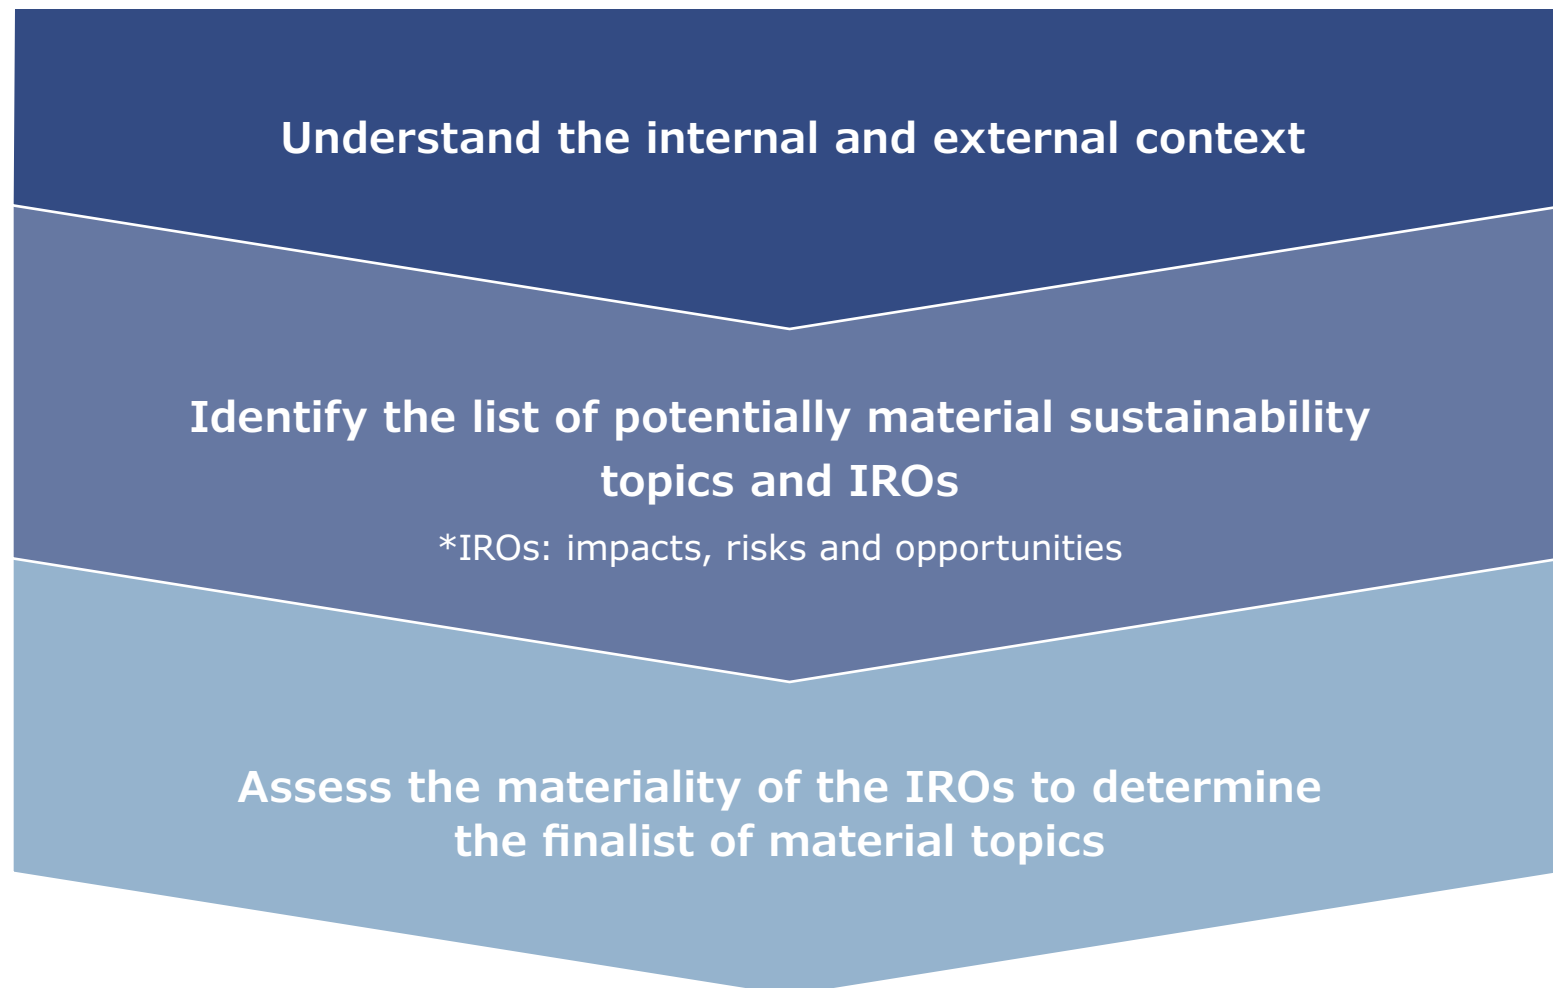 Understand the internal and external context
Identify the list of potentially material sustainability
topics and IROs
*IROs: impacts, risks and opportunities
Assess the materiality of the IROs to determine
the finalist of material topics